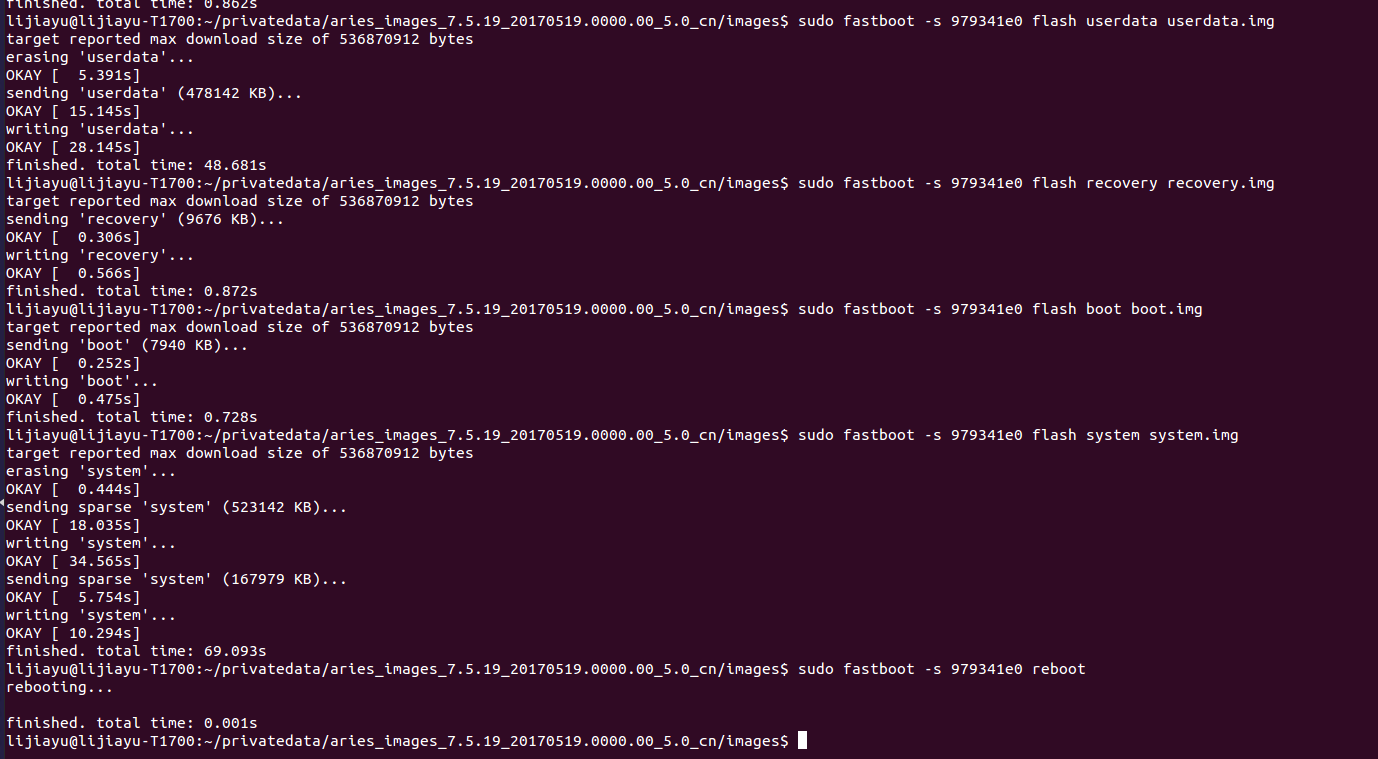 finished. total time: 0.862s
lijiayu@lijiayu-T1700:~/privatedata/aries_images_7.5.19_20170519.0000.00_5.0_cn/images$ sudo fastboot -s 979341e0 flash userdata userdata.img
target reported max download size of 536870912 bytes
erasing 'userdata'...
OKAY [  5.391s]
sending 'userdata' (478142 KB)...
OKAY [ 15.145s]
writing 'userdata'...
OKAY [ 28.145s]
finished. total time: 48.681s
lijiayu@lijiayu-T1700:~/privatedata/aries_images_7.5.19_20170519.0000.00_5.0_cn/images$ sudo fastboot -s 979341e0 flash recovery recovery.img
target reported max download size of 536870912 bytes
sending 'recovery' (9676 KB)...
OKAY [  0.306s]
writing 'recovery'...
OKAY [  0.566s]
finished. total time: 0.872s
lijiayu@lijiayu-T1700:~/privatedata/aries_images_7.5.19_20170519.0000.00_5.0_cn/images$ sudo fastboot -s 979341e0 flash boot boot.img
target reported max download size of 536870912 bytes
sending 'boot' (7940 KB)...
OKAY [  0.252s]
writing 'boot'...
OKAY [  0.475s]
finished. total time: 0.728s
lijiayu@lijiayu-T1700:~/privatedata/aries_images_7.5.19_20170519.0000.00_5.0_cn/images$ sudo fastboot -s 979341e0 flash system system.img
target reported max download size of 536870912 bytes
erasing 'system'...
OKAY [  0.444s]
sending sparse 'system' (523142 KB)...
OKAY [ 18.035s]
writing 'system'...
OKAY [ 34.565s]
sending sparse 'system' (167979 KB)...
OKAY [  5.754s]
writing 'system'...
OKAY [ 10.294s]
finished. total time: 69.093s
lijiayu@lijiayu-T1700:~/privatedata/aries_images_7.5.19_20170519.0000.00_5.0_cn/images$ sudo fastboot -s 979341e0 reboot
rebooting...
finished. total time: 0.001s
lijiayu@lijiayu-T1700:~/privatedata/aries_images_7.5.19_20170519.0000.00_5.0_cn/images$